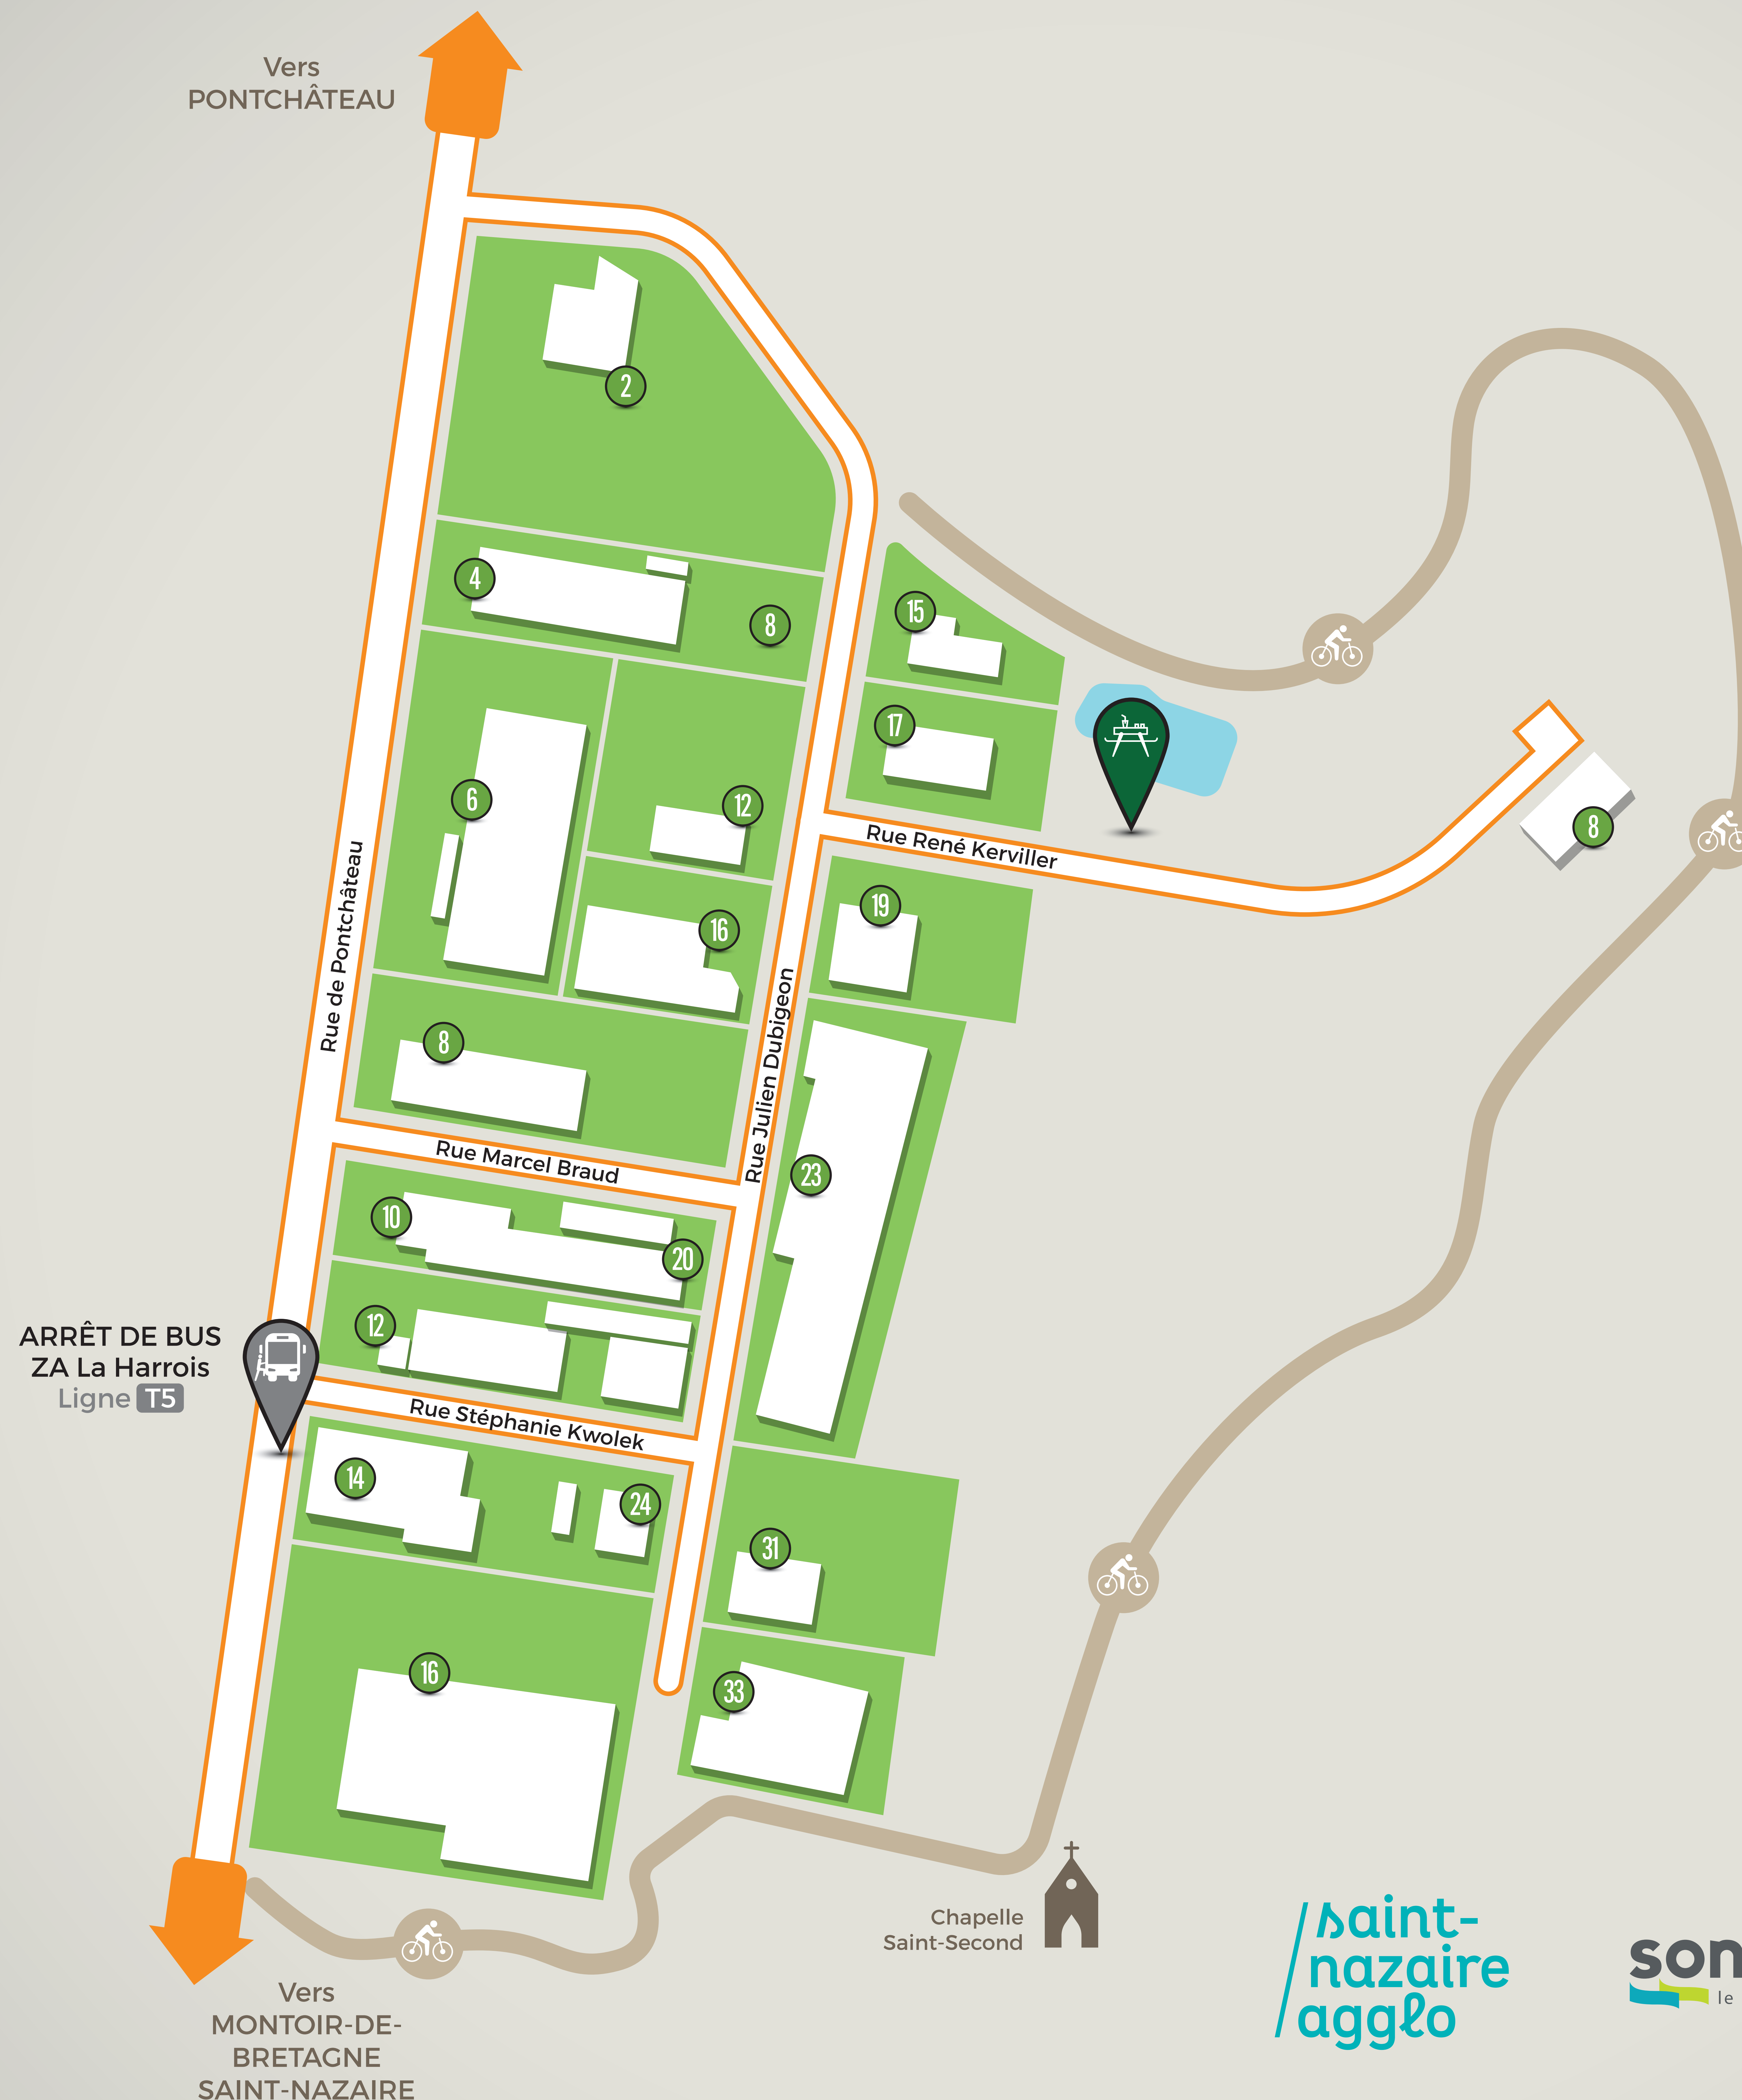 Vers
PONTCHÂTEAU
2
4
8
15
17
6
12
Rue René Kerviller
8
19
16
Rue de Pontchâteau
Rue Julien Dubigeon
8
Rue Marcel Braud
23
10
20
12
ARRÊT DE BUS
ZA La Harrois
Ligne T5
Rue Stéphanie Kwolek
14
24
31
16
33
Chapelle
Saint-Second
saint-
nazaire
agglo
son
le
Vers
MONTOIR-DE-
BRETAGNE
SAINT-NAZAIRE